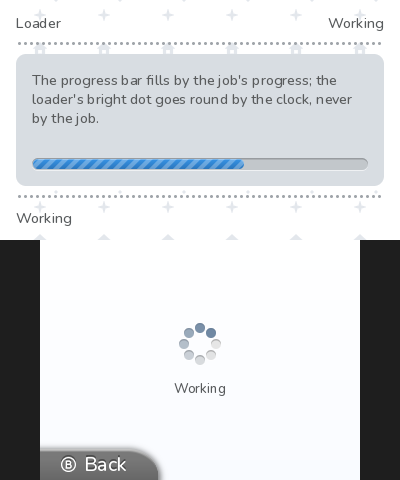 Loader
Working
The progress bar fills by the job's progress; the
loader's bright dot goes round by the clock, never
by the job.
Working
Working
B Back